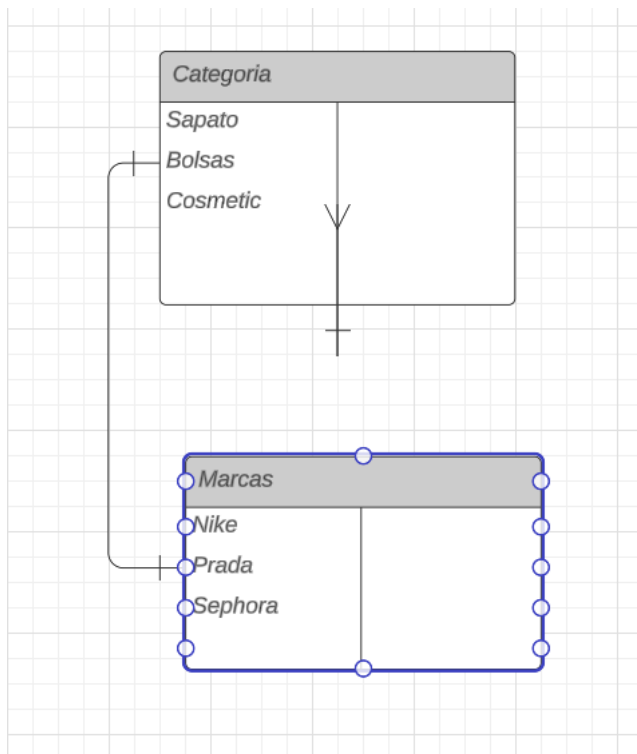 Categoria
Sapato
Bolsas
Cosmetic
Marcas
Nike
Prada
Sephora